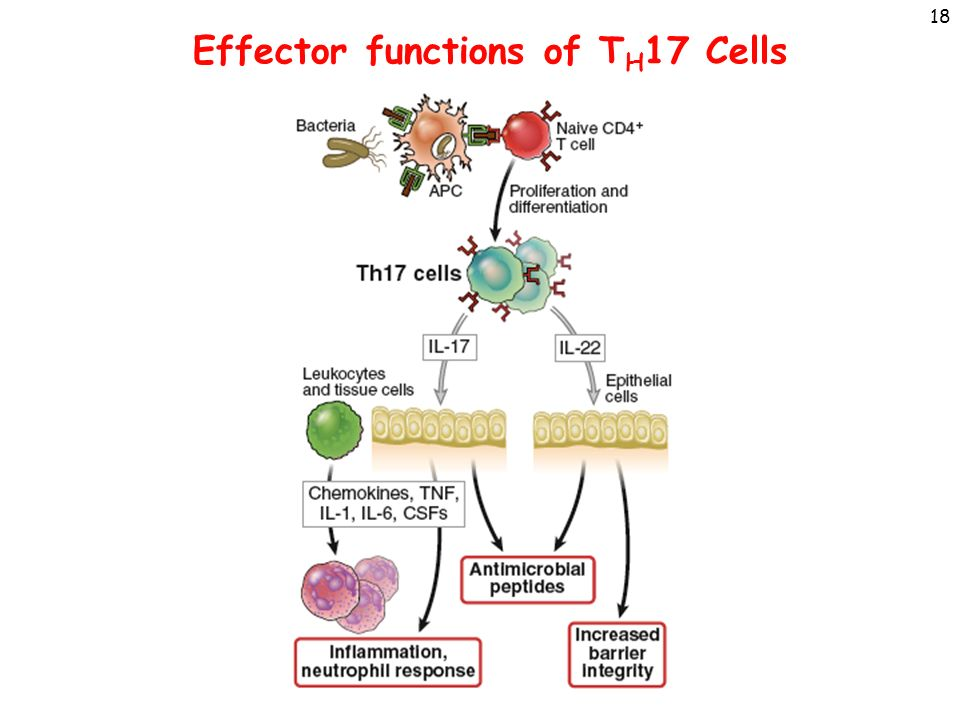 18
Effector functions of TH17 Cells
Bacteria
Naive CD4+
T cell
APC
Proliferation and
differentiation
Th17 cells
IL-17
IL-22
Leukocytes
and tissue cells
Epithelial
cells
Chemokines, TNF,
IL-1, IL-6, CSFs
Antimicrobial
peptides
Inflammation,
neutrophil response
Increased
barrier
integrity